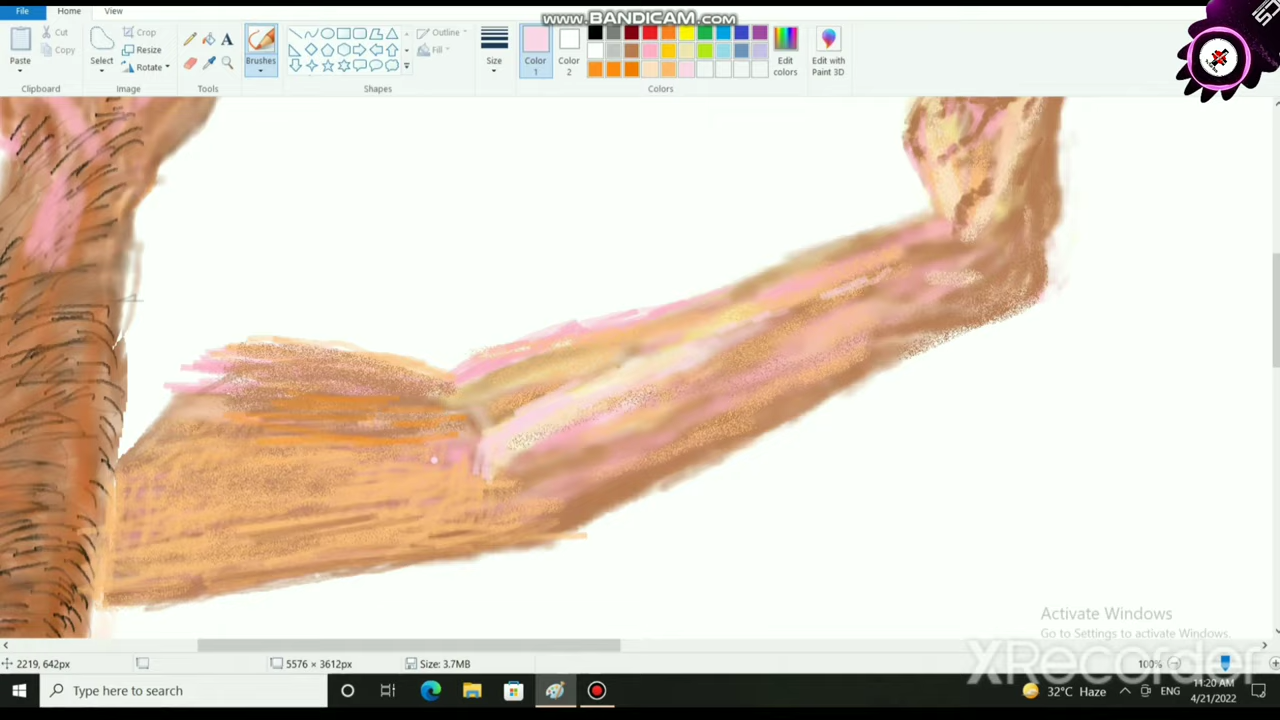 www.BANDICAM.com
File Home View
Paste Cut Copy Clipboard
Select Crop Resize Rotate Image
Tools
Brushes
Shapes Outline Fill
Size
Color 1 Color 2 Colors
Edit colors
Edit with Paint 3D
Activate Windows
Go to Settings to activate Windows.
XRecorder
2219, 642px 5576 × 3612px Size: 3.7MB 100%
Type here to search 32°C Haze ENG 11:20 AM
4/21/2022